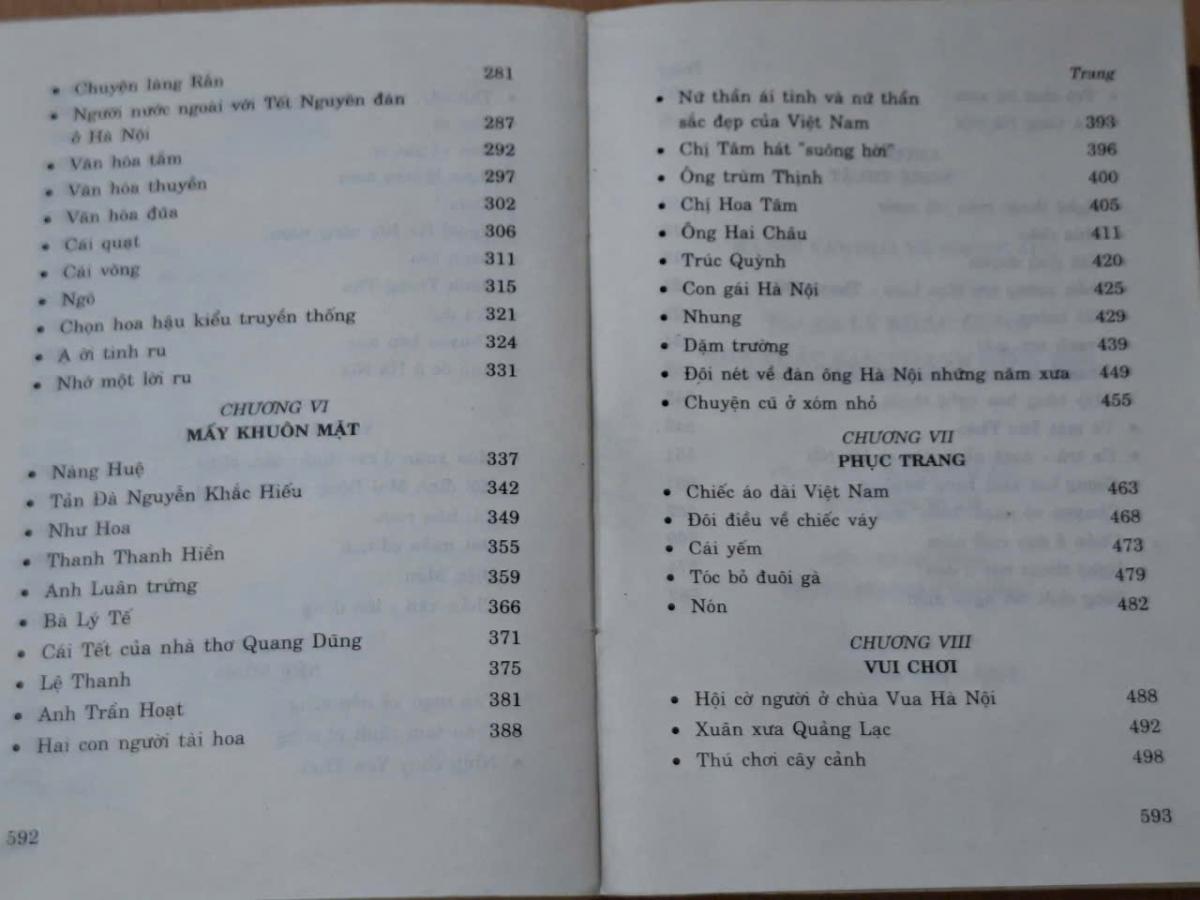 • Chuyện làng Rắn 281
• Người nước ngoài với Tết Nguyên đán
ở Hà Nội 287
• Văn hóa tắm 292
• Văn hóa thuyền 297
• Văn hóa đũa 302
• Cái quạt 306
• Cái võng 311
• Ngõ 315
• Chọn hoa hậu kiểu truyền thống 321
• A ơi tình ru 324
• Nhớ một lời ru 331
CHƯƠNG VI
MẤY KHUÔN MẶT
• Nàng Huệ 337
• Tản Đà Nguyễn Khắc Hiếu 342
• Như Hoa 349
• Thanh Thanh Hiền 355
• Anh Luân trứng 359
• Bà Lý Tế 366
• Cái Tết của nhà thơ Quang Dũng 371
• Lệ Thanh 375
• Anh Trần Hoạt 381
• Hai con người tài hoa 388
592
Trang
• Nữ thần ái tình và nữ thần
sắc đẹp của Việt Nam 393
• Chị Tâm hát "suông hời" 396
• Ông trùm Thịnh 400
• Chị Hoa Tâm 405
• Ông Hai Châu 411
• Trúc Quỳnh 420
• Con gái Hà Nội 425
• Nhung 429
• Dặm trường 439
• Đôi nét về đàn ông Hà Nội những năm xưa 449
• Chuyện cũ ở xóm nhỏ 455
CHƯƠNG VII
PHỤC TRANG
• Chiếc áo dài Việt Nam 463
• Đôi điều về chiếc váy 468
• Cái yếm 473
• Tóc bỏ đuôi gà 479
• Nón 482
CHƯƠNG VIII
VUI CHƠI
• Hội cờ người ở chùa Vua Hà Nội 488
• Xuân xưa Quảng Lạc 492
• Thú chơi cây cảnh 498
593